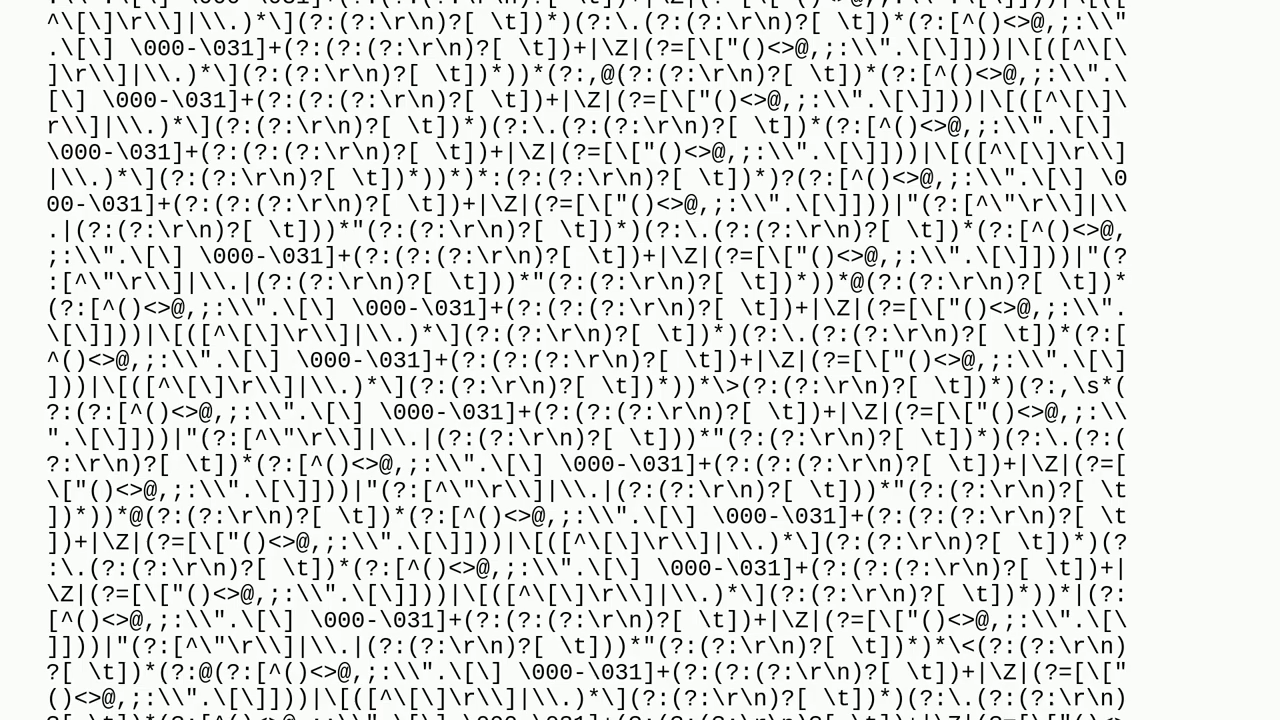 ^\[\]\r\\]|\\.)*\](?:(?:\r\n)?[ \t])*)(?:\.(?:(?:\r\n)?[ \t])*(?:[^()<>@,;:\\"
.\[\] \000-\031]+(?:(?:(?:\r\n)?[ \t])+|\Z|(?=[\["()<>@,;:\\".\[\]]))|\[([^\[\
]\r\\]|\\.)*\](?:(?:\r\n)?[ \t])*))*(?:,@(?:(?:\r\n)?[ \t])*(?:[^()<>@,;:\\".\
[\] \000-\031]+(?:(?:(?:\r\n)?[ \t])+|\Z|(?=[\["()<>@,;:\\".\[\]]))|\[([^\[\]\
r\\]|\\.)*\](?:(?:\r\n)?[ \t])*)(?:\.(?:(?:\r\n)?[ \t])*(?:[^()<>@,;:\\".\[\]
\000-\031]+(?:(?:(?:\r\n)?[ \t])+|\Z|(?=[\["()<>@,;:\\".\[\]]))|\[([^\[\]\r\\]
|\\.)*\](?:(?:\r\n)?[ \t])*))*)*:(?:(?:\r\n)?[ \t])*)?(?:[^()<>@,;:\\".\[\] \0
00-\031]+(?:(?:(?:\r\n)?[ \t])+|\Z|(?=[\["()<>@,;:\\".\[\]]))|"(?:[^\"\r\\]|\\
.|(?:(?:\r\n)?[ \t]))*"(?:(?:\r\n)?[ \t])*)(?:\.(?:(?:\r\n)?[ \t])*(?:[^()<>@,
;:\\".\[\] \000-\031]+(?:(?:(?:\r\n)?[ \t])+|\Z|(?=[\["()<>@,;:\\".\[\]]))|"(?
:[^\"\r\\]|\\.|(?:(?:\r\n)?[ \t]))*"(?:(?:\r\n)?[ \t])*))*@(?:(?:\r\n)?[ \t])*
(?:[^()<>@,;:\\".\[\] \000-\031]+(?:(?:(?:\r\n)?[ \t])+|\Z|(?=[\["()<>@,;:\\".
\[\]]))|\[([^\[\]\r\\]|\\.)*\](?:(?:\r\n)?[ \t])*)(?:\.(?:(?:\r\n)?[ \t])*(?:[
^()<>@,;:\\".\[\] \000-\031]+(?:(?:(?:\r\n)?[ \t])+|\Z|(?=[\["()<>@,;:\\".\[\]
]))|\[([^\[\]\r\\]|\\.)*\](?:(?:\r\n)?[ \t])*))*\>(?:(?:\r\n)?[ \t])*)(?:,\s*(
?:(?:[^()<>@,;:\\".\[\] \000-\031]+(?:(?:(?:\r\n)?[ \t])+|\Z|(?=[\["()<>@,;:\\
".\[\]]))|"(?:[^\"\r\\]|\\.|(?:(?:\r\n)?[ \t]))*"(?:(?:\r\n)?[ \t])*)(?:\.(?:(
?:\r\n)?[ \t])*(?:[^()<>@,;:\\".\[\] \000-\031]+(?:(?:(?:\r\n)?[ \t])+|\Z|(?=[
\["()<>@,;:\\".\[\]]))|"(?:[^\"\r\\]|\\.|(?:(?:\r\n)?[ \t]))*"(?:(?:\r\n)?[ \t
])*))*@(?:(?:\r\n)?[ \t])*(?:[^()<>@,;:\\".\[\] \000-\031]+(?:(?:(?:\r\n)?[ \t
])+|\Z|(?=[\["()<>@,;:\\".\[\]]))|\[([^\[\]\r\\]|\\.)*\](?:(?:\r\n)?[ \t])*)(?
:\.(?:(?:\r\n)?[ \t])*(?:[^()<>@,;:\\".\[\] \000-\031]+(?:(?:(?:\r\n)?[ \t])+|
\Z|(?=[\["()<>@,;:\\".\[\]]))|\[([^\[\]\r\\]|\\.)*\](?:(?:\r\n)?[ \t])*))*|(?:
[^()<>@,;:\\".\[\] \000-\031]+(?:(?:(?:\r\n)?[ \t])+|\Z|(?=[\["()<>@,;:\\".\[\
]]))|"(?:[^\"\r\\]|\\.|(?:(?:\r\n)?[ \t]))*"(?:(?:\r\n)?[ \t])*)*\<(?:(?:\r\n)
?[ \t])*(?:@(?:[^()<>@,;:\\".\[\] \000-\031]+(?:(?:(?:\r\n)?[ \t])+|\Z|(?=[\["
()<>@,;:\\".\[\]]))|\[([^\[\]\r\\]|\\.)*\](?:(?:\r\n)?[ \t])*)(?:\.(?:(?:\r\n)